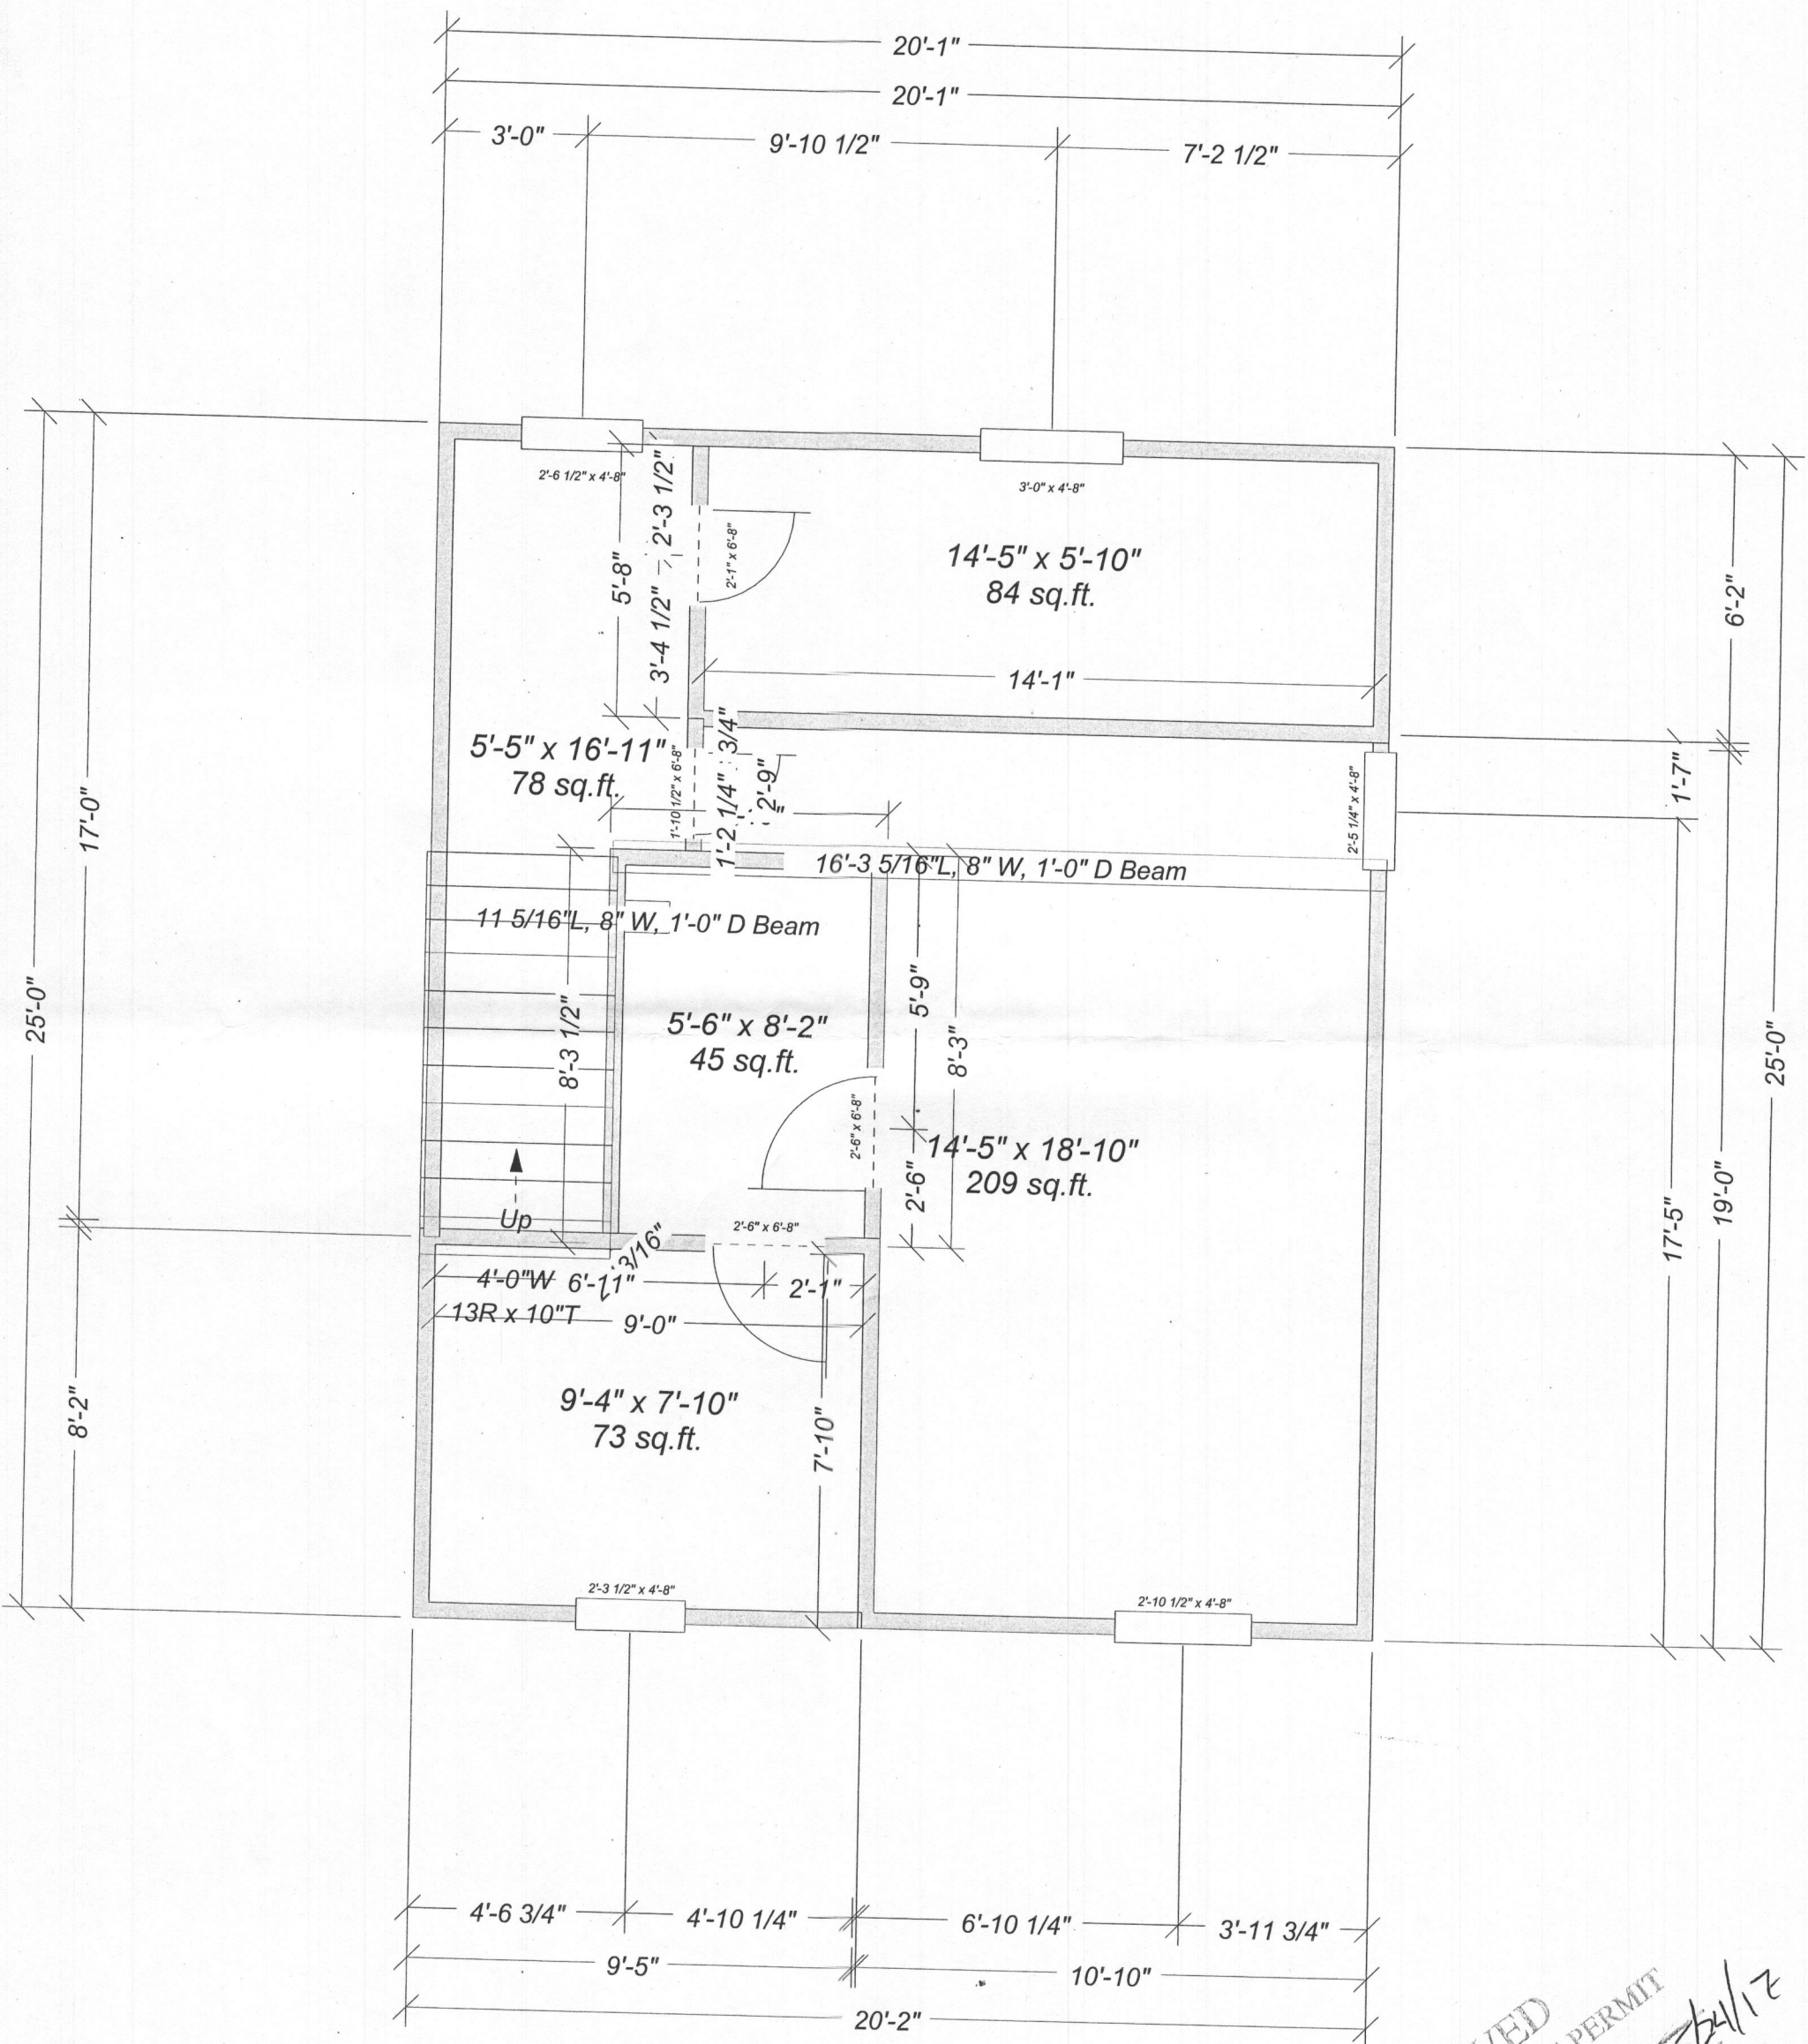 20'-1"
20'-1"
3'-0" 9'-10 1/2" 7'-2 1/2"
2'-6 1/2" x 4'-8"
3'-0" x 4'-8"
2'-3 1/2"
2'-1" x 6'-8"
5'-8"
3'-4 1/2"
14'-5" x 5'-10"
84 sq.ft.
6'-2"
14'-1"
5'-5" x 16'-11"
78 sq.ft.
1'-10 1/2" x 6'-8"
3/4"
1'-2 1/4"
2'-9"
2'-5 1/4" x 4'-8"
1'-7"
17'-0"
16'-3 5/16"L, 8" W, 1'-0" D Beam
11 5/16"L, 8" W, 1'-0" D Beam
25'-0"
8'-3 1/2"
5'-6" x 8'-2"
45 sq.ft.
5'-9"
8'-3"
25'-0"
2'-6" x 6'-8"
14'-5" x 18'-10"
209 sq.ft.
2'-6"
19'-0"
17'-5"
Up
2'-6" x 6'-8"
3/16"
4'-0"W 6'-11" 2'-1"
13R x 10"T 9'-0"
8'-2"
9'-4" x 7'-10"
73 sq.ft.
7'-10"
2'-3 1/2" x 4'-8"
2'-10 1/2" x 4'-8"
4'-6 3/4" 4'-10 1/4" 6'-10 1/4" 3'-11 3/4"
9'-5" 10'-10"
20'-2"
VED
PERMIT